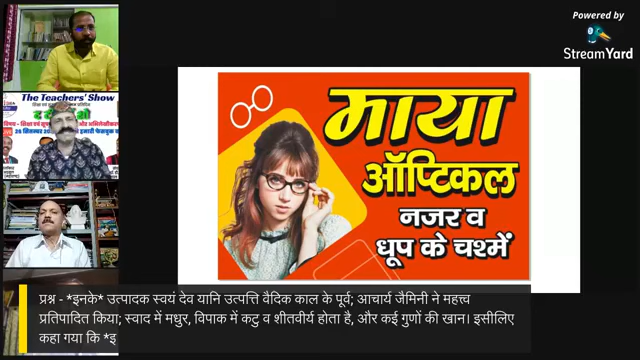 Powered by
StreamYard
The Teachers' Show
माया
ऑप्टिकल
नजर व
धूप के चश्में
प्रश्न - *इनके* उत्पादक स्वयं देव यानि उत्पत्ति वैदिक काल के पूर्व; आचार्य जैमिनी ने महत्त्व
प्रतिपादित किया; स्वाद में मधुर, विपाक में कटु व शीतवीर्य होता है, और कई गुणों की खान। इसीलिए
कहा गया कि *इ